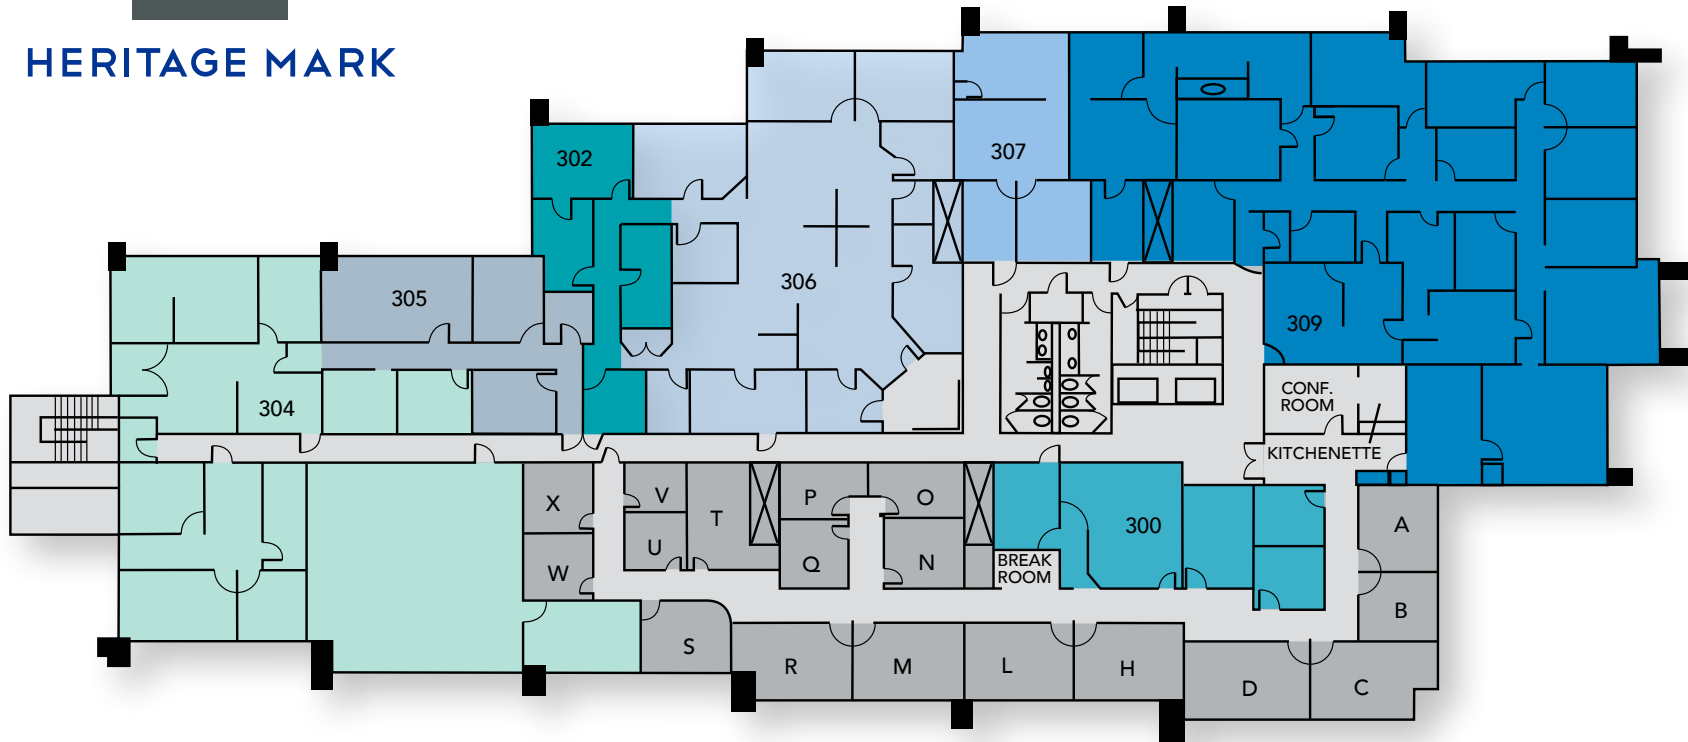 HERITAGE MARK
302
307
305
306
309
304
CONF.
ROOM
KITCHENETTE
X
V
T
P
O
300
A
U
Q
N
BREAK
ROOM
W
B
S
R
M
L
H
D
C